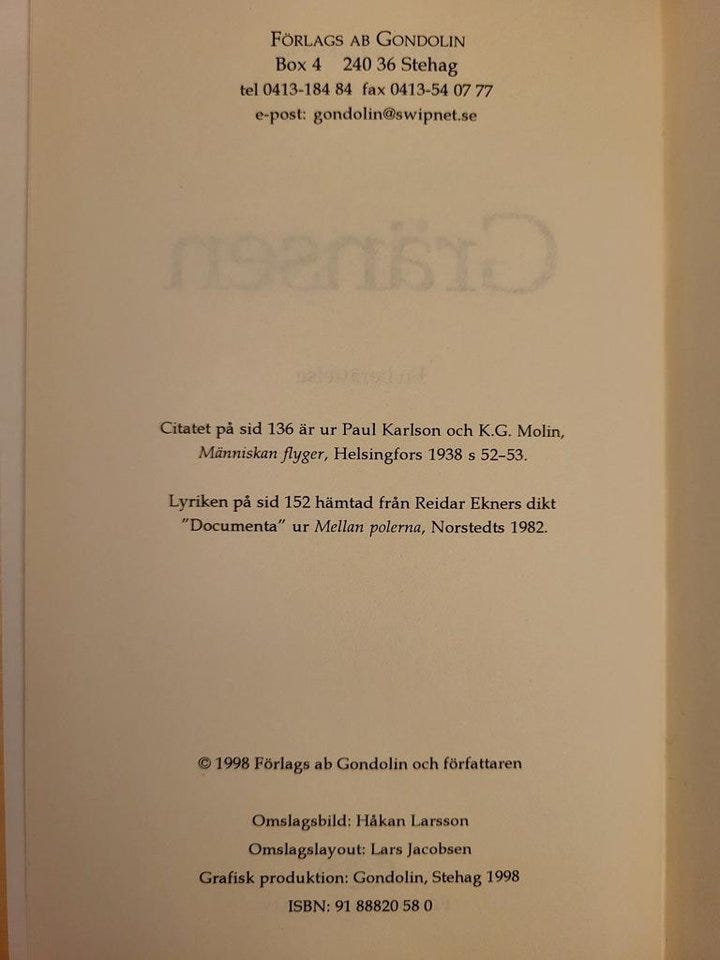 FÖRLAGS AB GONDOLIN
Box 4 240 36 Stehag
tel 0413-184 84 fax 0413-54 07 77
e-post: gondolin@swipnet.se
Gränsen
En berättelse
Citatet på sid 136 är ur Paul Karlson och K.G. Molin,
Människan flyger, Helsingfors 1938 s 52–53.
Lyriken på sid 152 hämtad från Reidar Ekners dikt
"Documenta" ur Mellan polerna, Norstedts 1982.
© 1998 Förlags ab Gondolin och författaren
Omslagsbild: Håkan Larsson
Omslagslayout: Lars Jacobsen
Grafisk produktion: Gondolin, Stehag 1998
ISBN: 91 88820 58 0